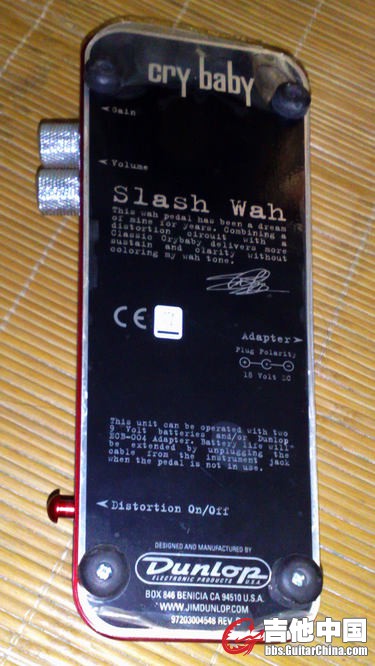 cry baby
Gain
Volume
Slash Wah
This wah pedal has been a dream
of mine for years. Combining a
distortion circuit with a
Classic Crybaby delivers more
sustain and clarity without
coloring my wah tone.
CE
Adapter
Plug Polarity
18 Volt DC
This unit can be operated with two
9 Volt batteries and/or Dunlop
ECB-004 Adapter. Battery life will
be extended by unplugging the
cable from the instrument jack
when the pedal is not in use.
Distortion On/Off
DESIGNED AND MANUFACTURED BY
Dunlop
ELECTRONIC PRODUCTS U.S.A.
BOX 846 BENICIA CA 94510 U.S.A.
WWW.JIMDUNLOP.COM
97203004548 REV
吉他中国
bbs.GuitarChina.com